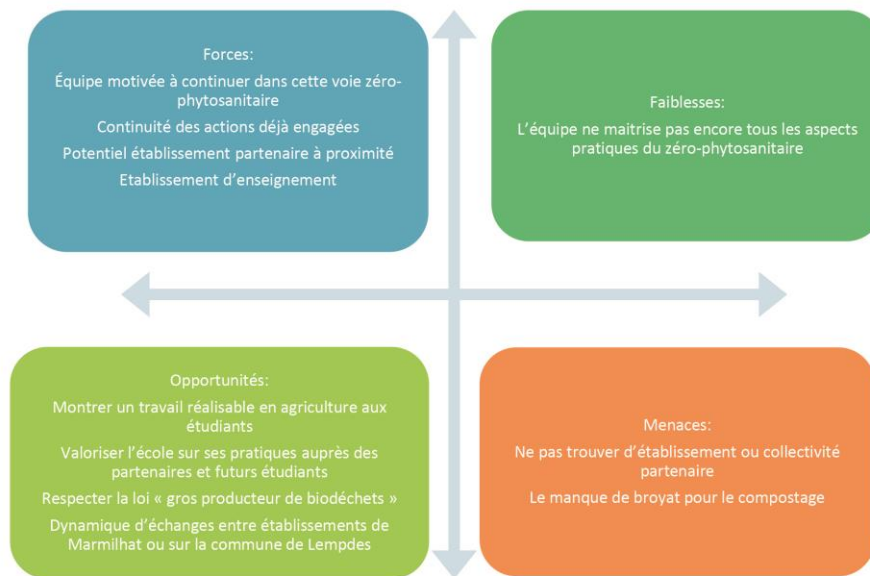 Forces:
Équipe motivée à continuer dans cette voie zéro-
phytosanitaire
Continuité des actions déjà engagées
Potentiel établissement partenaire à proximité
Etablissement d’enseignement
Faiblesses:
L’équipe ne maitrise pas encore tous les aspects
pratiques du zéro-phytosanitaire
Opportunités:
Montrer un travail réalisable en agriculture aux
étudiants
Valoriser l’école sur ses pratiques auprès des
partenaires et futurs étudiants
Respecter la loi « gros producteur de biodéchets »
Dynamique d’échanges entre établissements de
Marmilhat ou sur la commune de Lempdes
Menaces:
Ne pas trouver d’établissement ou collectivité
partenaire
Le manque de broyat pour le compostage